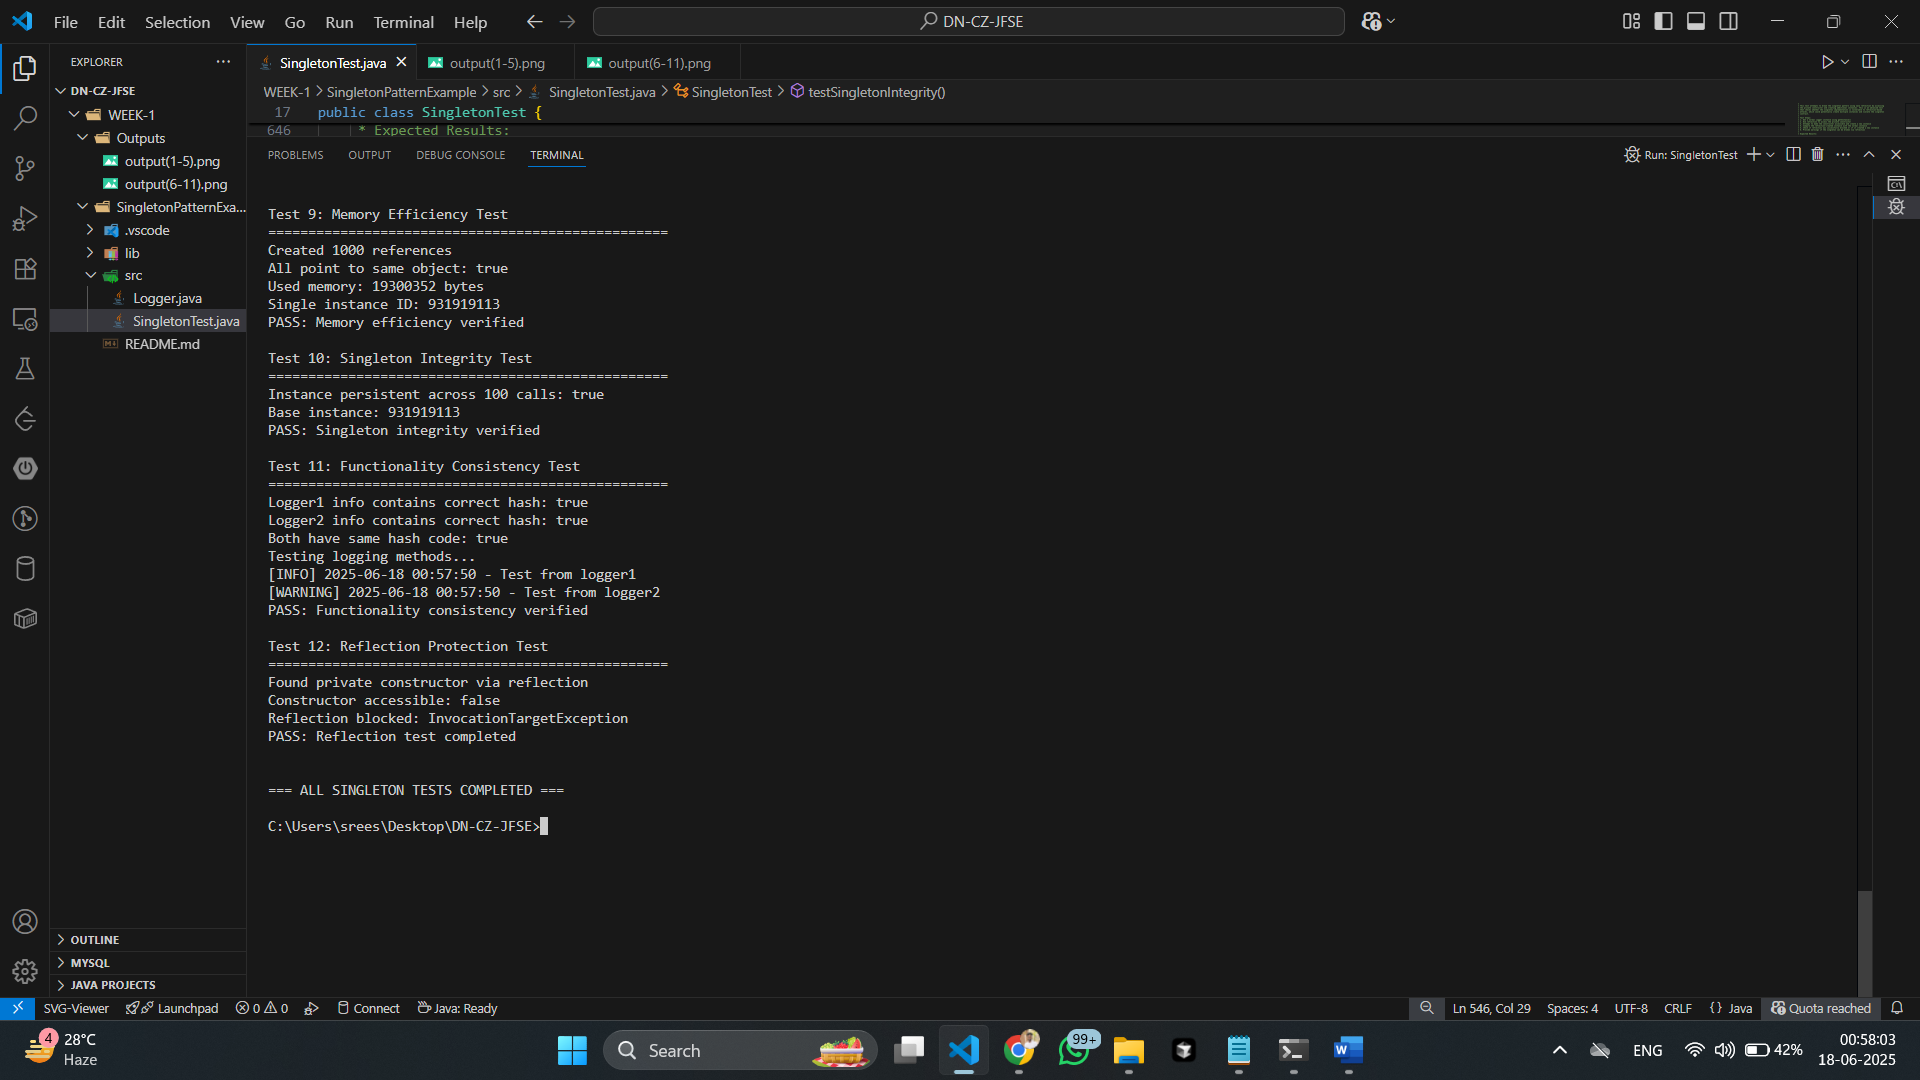 File Edit Selection View Go Run Terminal Help
DN-CZ-JFSE
EXPLORER
SingletonTest.java
output(1-5).png
output(6-11).png
DN-CZ-JFSE
WEEK-1
Outputs
output(1-5).png
output(6-11).png
SingletonPatternExa...
.vscode
lib
src
Logger.java
SingletonTest.java
README.md
OUTLINE
MYSQL
JAVA PROJECTS
WEEK-1 > SingletonPatternExample > src > SingletonTest.java > SingletonTest > testSingletonIntegrity()
17 public class SingletonTest {
646 * Expected Results:
PROBLEMS OUTPUT DEBUG CONSOLE TERMINAL
Run: SingletonTest
Test 9: Memory Efficiency Test
==================================================
Created 1000 references
All point to same object: true
Used memory: 19300352 bytes
Single instance ID: 931919113
PASS: Memory efficiency verified
Test 10: Singleton Integrity Test
==================================================
Instance persistent across 100 calls: true
Base instance: 931919113
PASS: Singleton integrity verified
Test 11: Functionality Consistency Test
==================================================
Logger1 info contains correct hash: true
Logger2 info contains correct hash: true
Both have same hash code: true
Testing logging methods...
[INFO] 2025-06-18 00:57:50 - Test from logger1
[WARNING] 2025-06-18 00:57:50 - Test from logger2
PASS: Functionality consistency verified
Test 12: Reflection Protection Test
==================================================
Found private constructor via reflection
Constructor accessible: false
Reflection blocked: InvocationTargetException
PASS: Reflection test completed
=== ALL SINGLETON TESTS COMPLETED ===
C:\Users\srees\Desktop\DN-CZ-JFSE>
SVG-Viewer Launchpad 0 0 Connect Java: Ready
Ln 546, Col 29 Spaces: 4 UTF-8 CRLF {} Java Quota reached
4
28°C
Haze
Search
99+
ENG
42%
00:58:03
18-06-2025